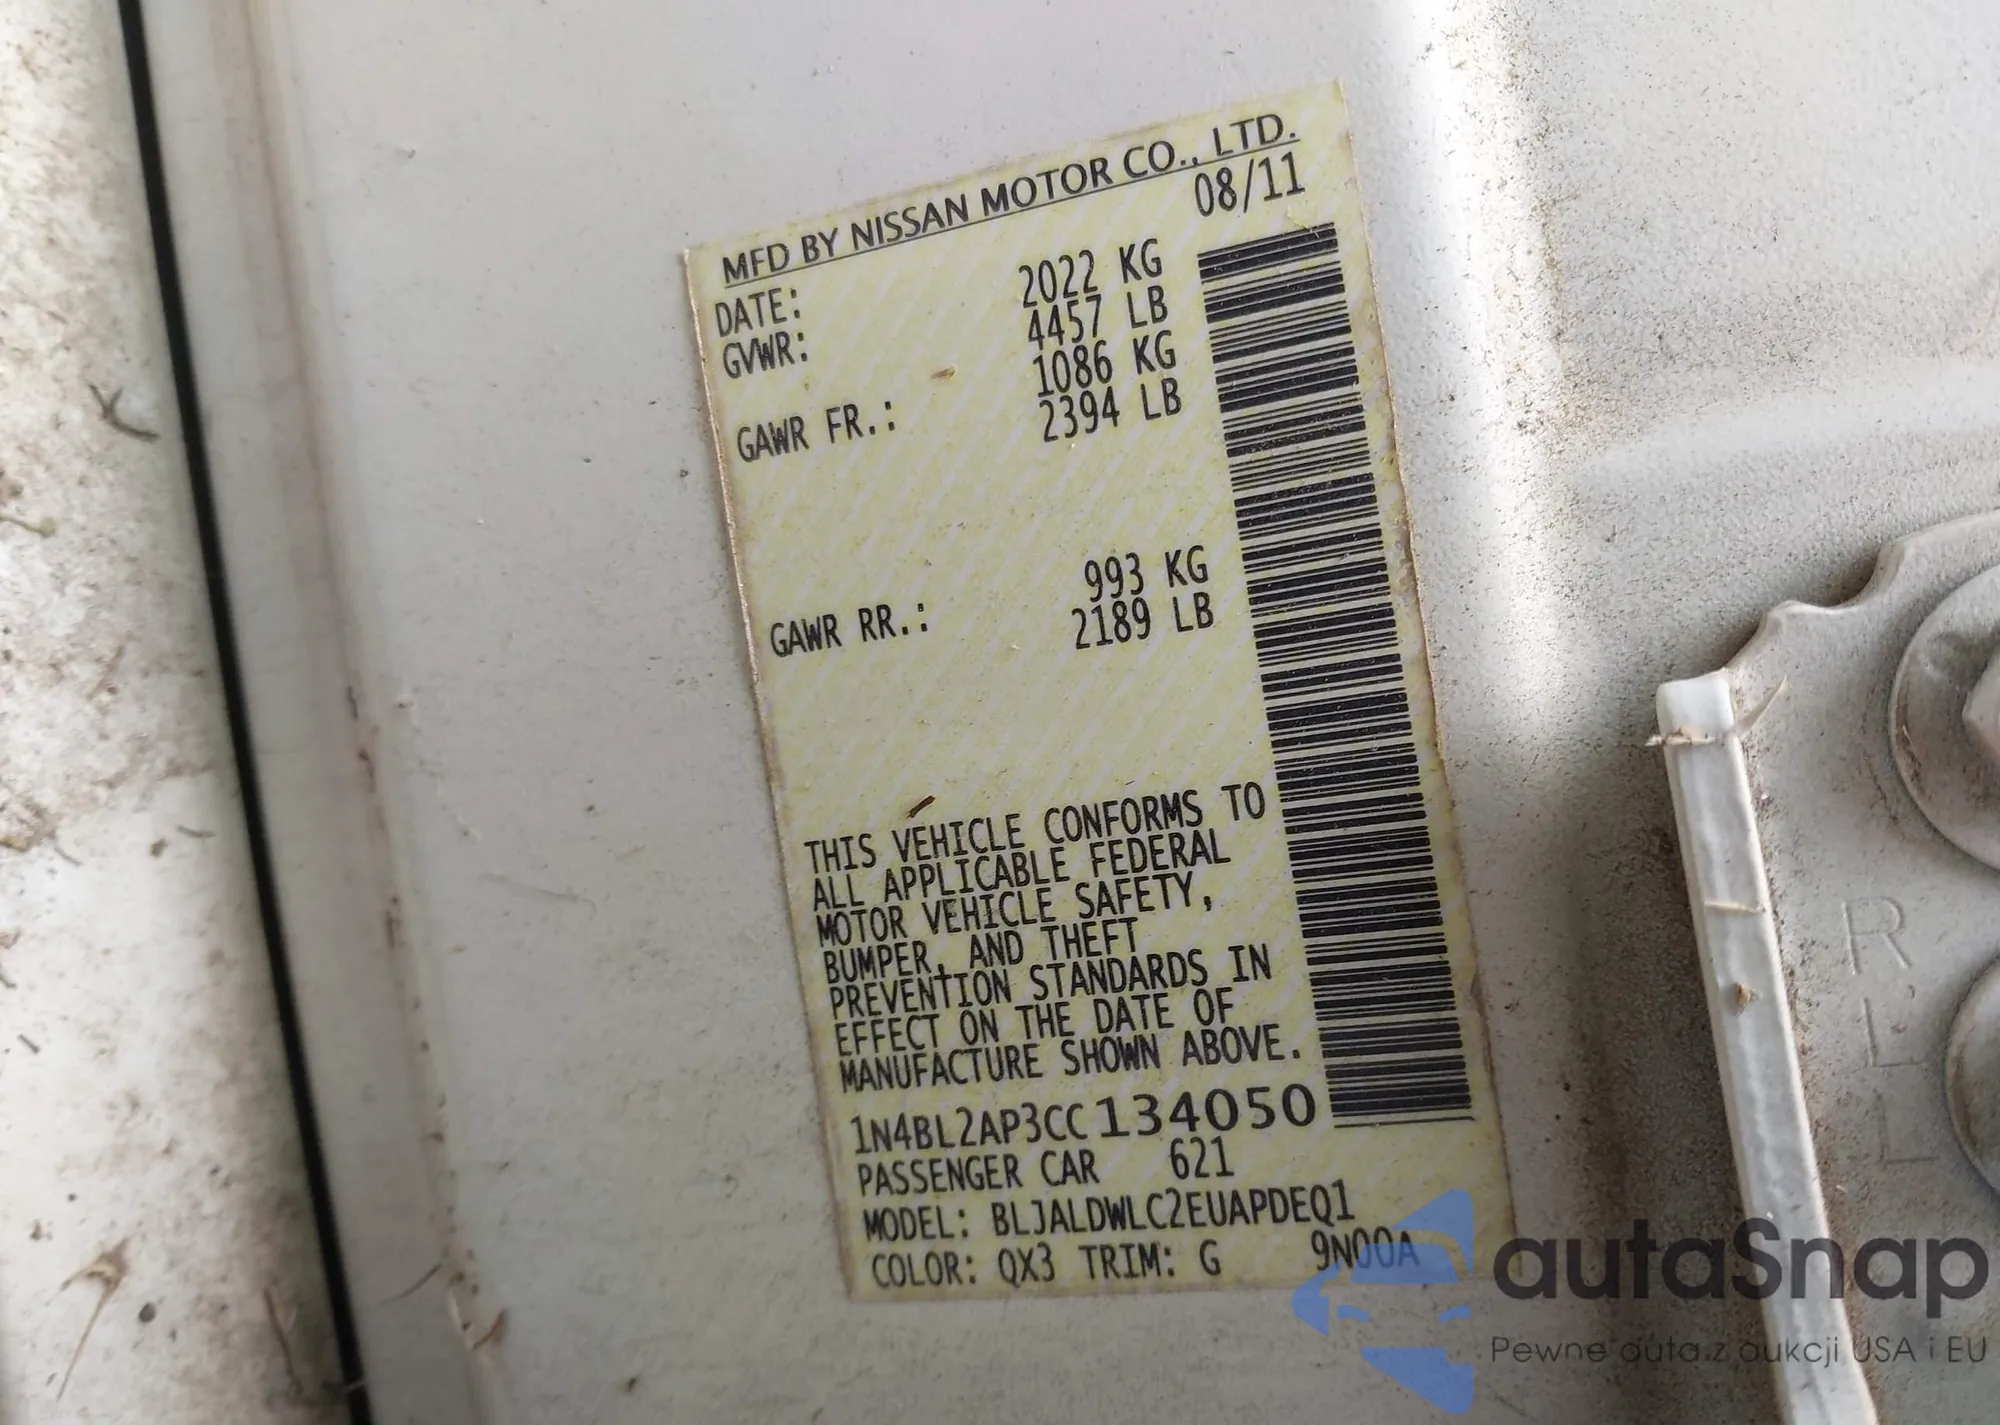 MFD BY NISSAN MOTOR CO., LTD.
DATE: 08/11
GVWR: 2022 KG
4457 LB
GAWR FR.: 1086 KG
2394 LB
GAWR RR.: 993 KG
2189 LB
THIS VEHICLE CONFORMS TO
ALL APPLICABLE FEDERAL
MOTOR VEHICLE SAFETY,
BUMPER, AND THEFT
PREVENTION STANDARDS IN
EFFECT ON THE DATE OF
MANUFACTURE SHOWN ABOVE.
1N4BL2AP3CC134050
PASSENGER CAR 621
MODEL: BLJALDWLC2EUAPDEQ1
COLOR: QX3 TRIM: G 9N00A
R
L
L
autaSnap
Pewne auta z aukcji USA i EU